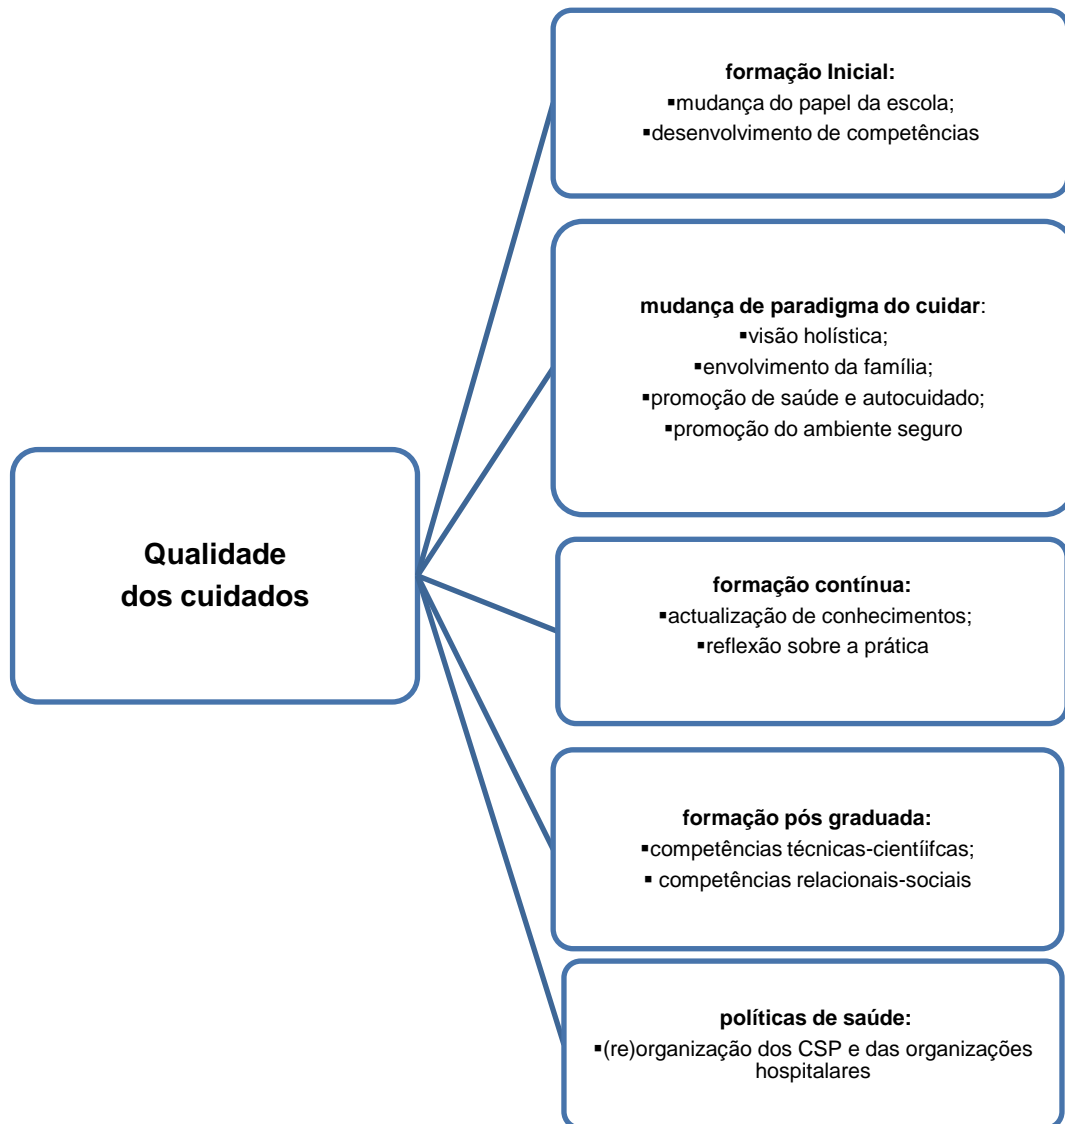 formação Inicial:
▪mudança do papel da escola;
▪desenvolvimento de competências
mudança de paradigma do cuidar:
▪visão holística;
▪envolvimento da família;
▪promoção de saúde e autocuidado;
▪promoção do ambiente seguro
Qualidade
dos cuidados
formação contínua:
▪actualização de conhecimentos;
▪reflexão sobre a prática
formação pós graduada:
▪competências técnicas-cientíifcas;
▪ competências relacionais-sociais
políticas de saúde:
▪(re)organização dos CSP e das organizações
hospitalares